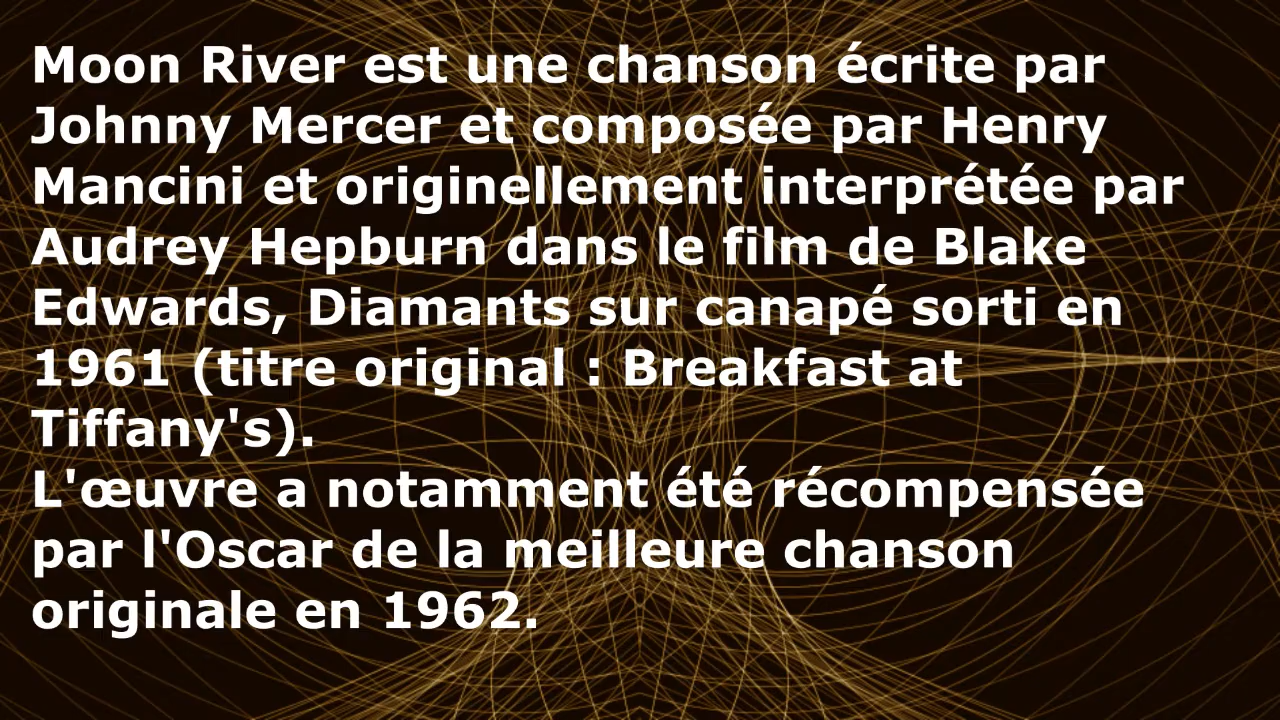 Moon River est une chanson écrite par
Johnny Mercer et composée par Henry
Mancini et originellement interprétée par
Audrey Hepburn dans le film de Blake
Edwards, Diamants sur canapé sorti en
1961 (titre original : Breakfast at
Tiffany's).
L'œuvre a notamment été récompensée
par l'Oscar de la meilleure chanson
originale en 1962.